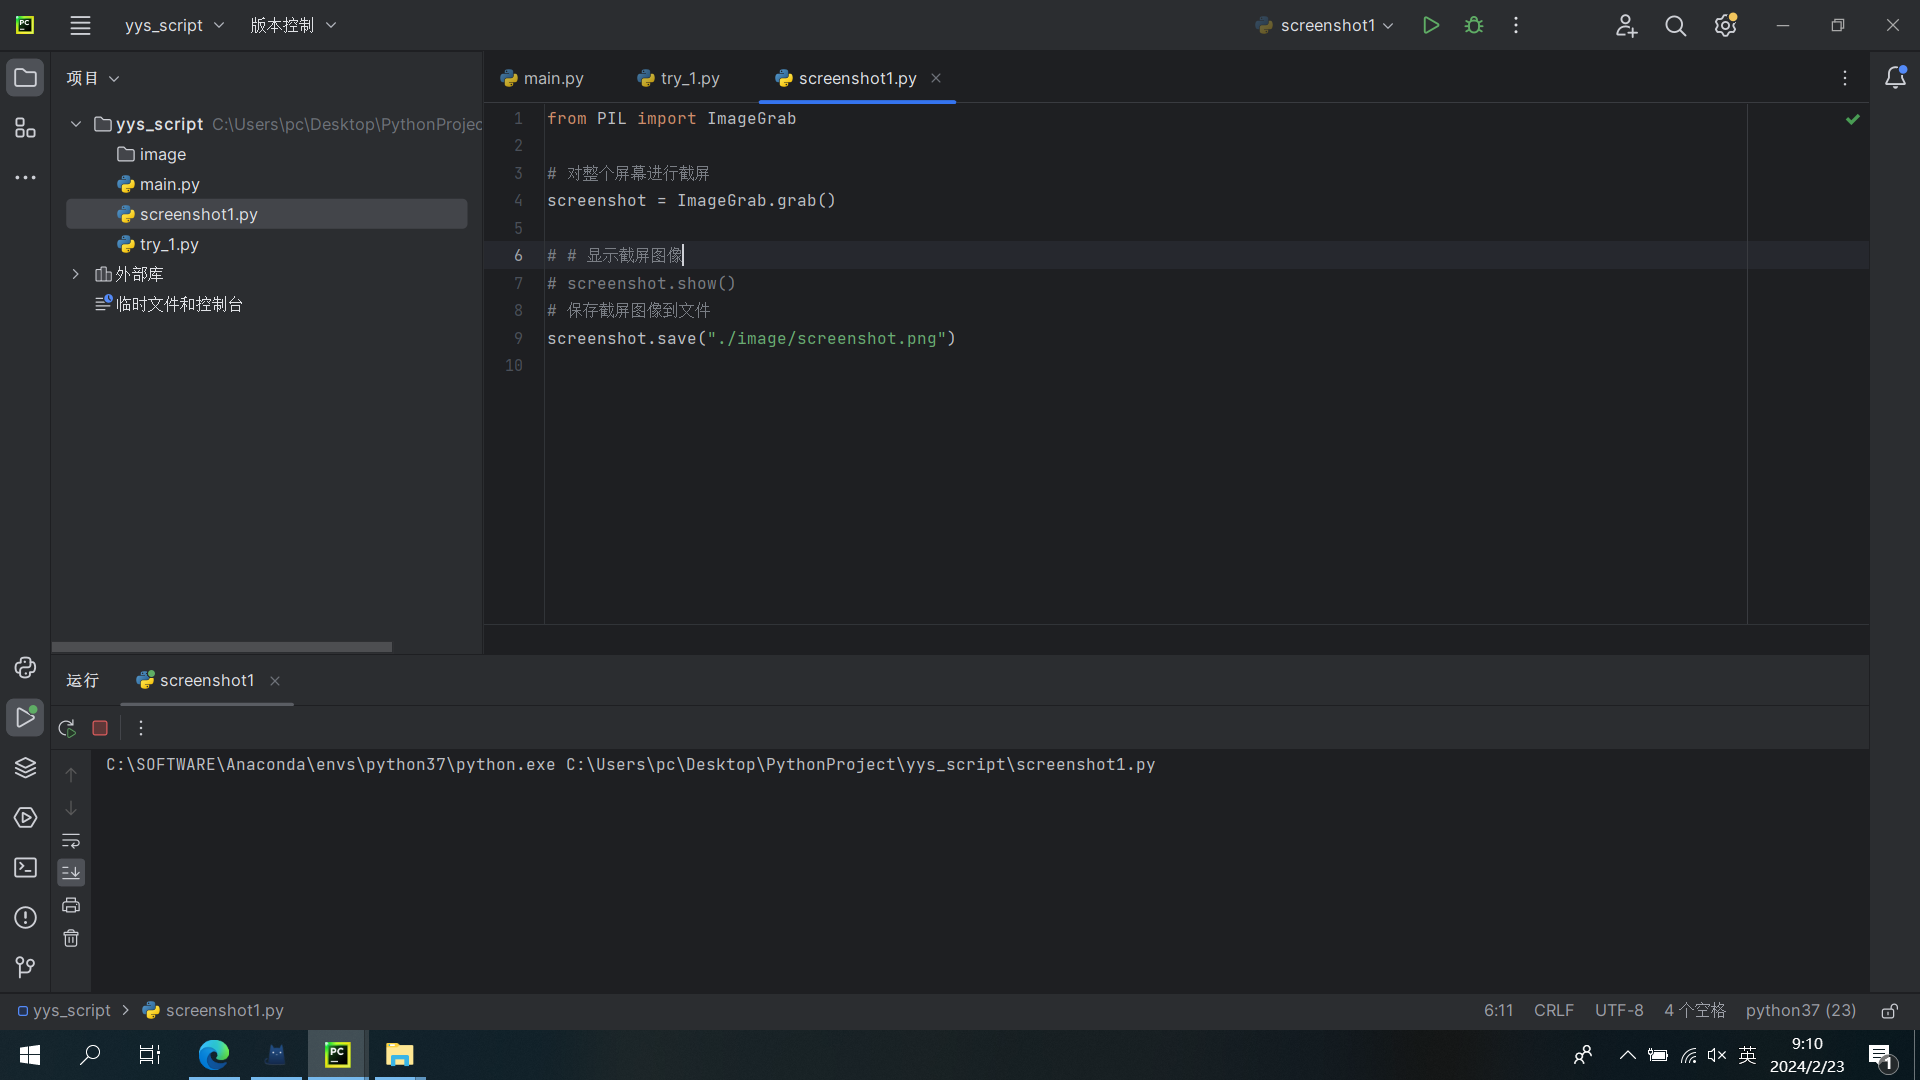 PC yys_script 版本控制 screenshot1
项目 main.py try_1.py screenshot1.py
yys_script C:\Users\pc\Desktop\PythonProjec
image
main.py
screenshot1.py
try_1.py
外部库
临时文件和控制台
1 from PIL import ImageGrab
2
3 # 对整个屏幕进行截屏
4 screenshot = ImageGrab.grab()
5
6 # # 显示截屏图像
7 # screenshot.show()
8 # 保存截屏图像到文件
9 screenshot.save("./image/screenshot.png")
10
运行 screenshot1
C:\SOFTWARE\Anaconda\envs\python37\python.exe C:\Users\pc\Desktop\PythonProject\yys_script\screenshot1.py
yys_script screenshot1.py 6:11 CRLF UTF-8 4 个空格 python37 (23)
PC 英 9:10
2024/2/23 1